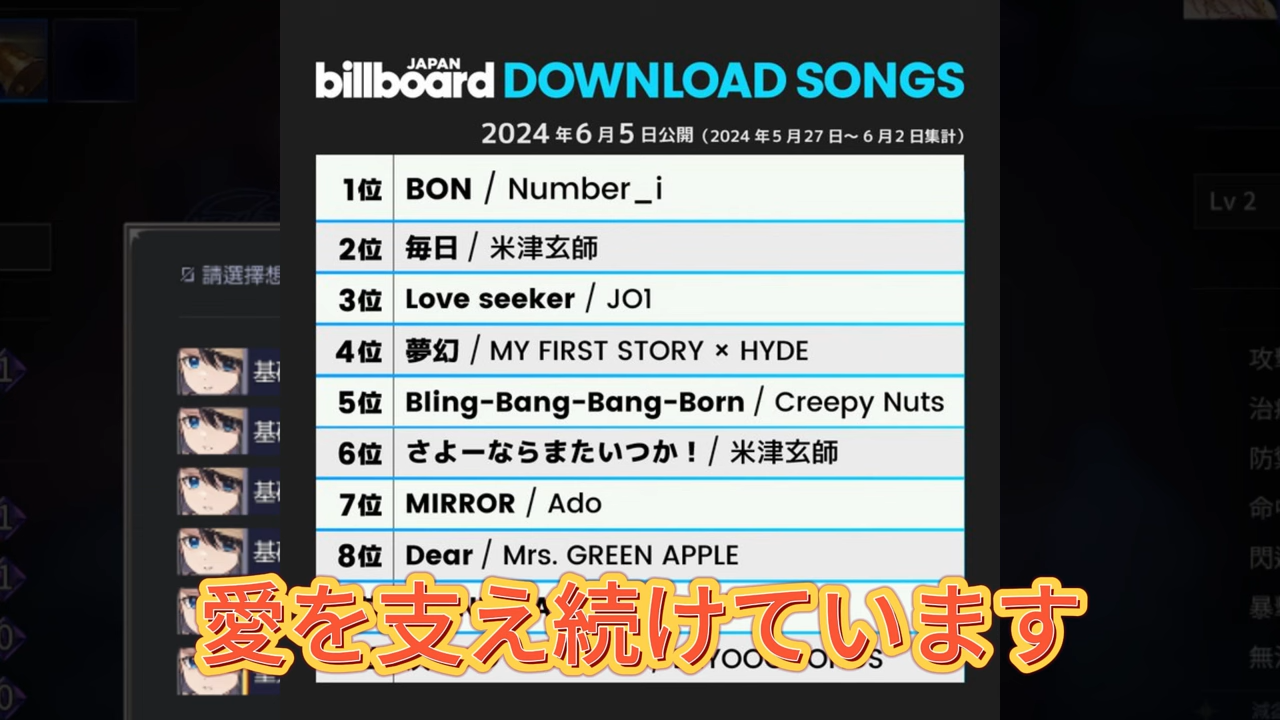 JAPAN
billboard DOWNLOAD SONGS
2024年6月5日公開（2024年5月27日〜6月2日集計）
1位 BON / Number_i
2位 毎日 / 米津玄師
3位 Love seeker / JO1
4位 夢幻 / MY FIRST STORY × HYDE
5位 Bling-Bang-Bang-Born / Creepy Nuts
6位 さよーならまたいつか！ / 米津玄師
7位 MIRROR / Ado
8位 Dear / Mrs. GREEN APPLE
愛を支え続けています
請選擇想
Lv 2